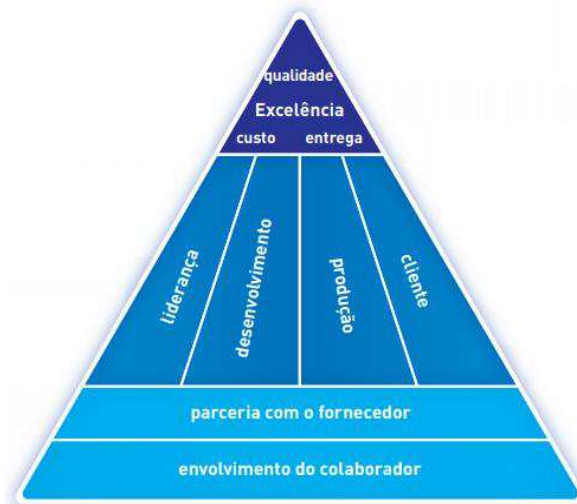 qualidade
Excelência
custo entrega
liderança
desenvolvimento
produção
cliente
parceria com o fornecedor
envolvimento do colaborador